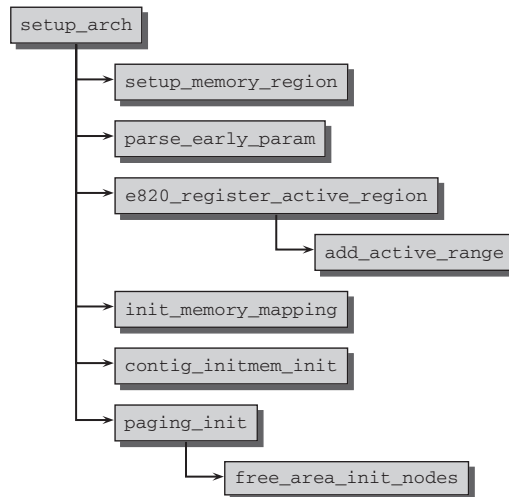 setup_arch
setup_memory_region
parse_early_param
e820_register_active_region
add_active_range
init_memory_mapping
contig_initmem_init
paging_init
free_area_init_nodes